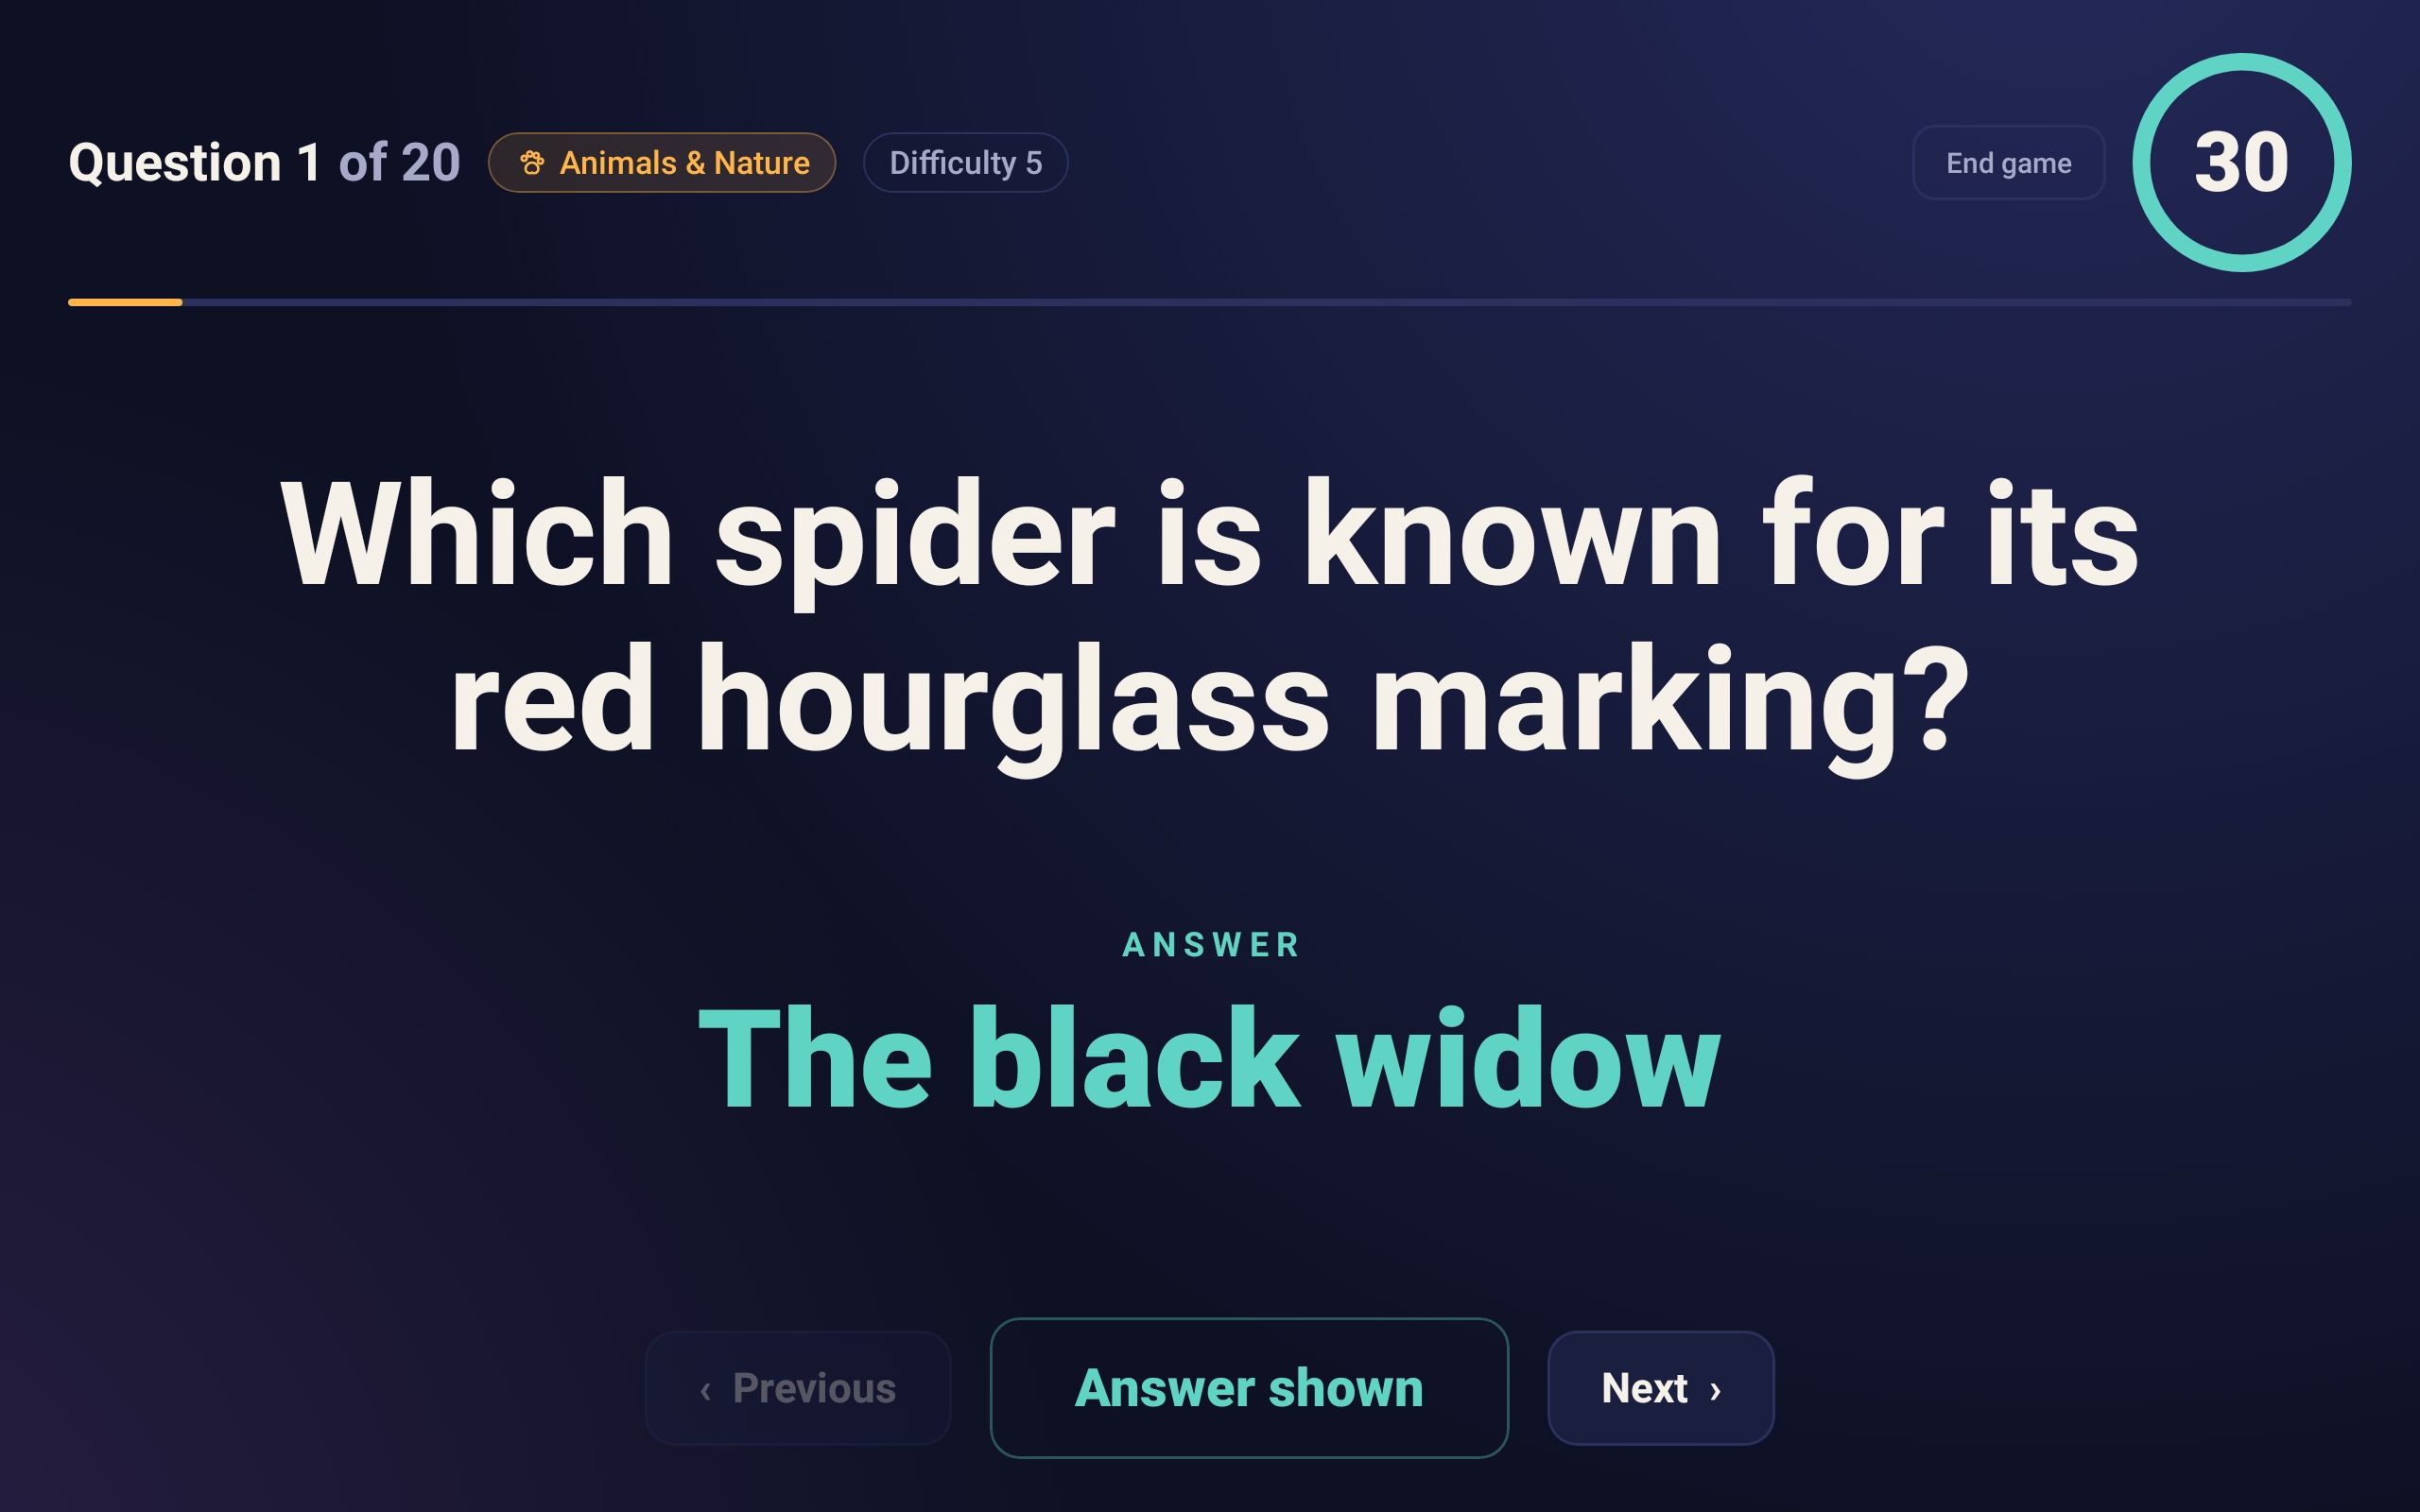 Question 1 of 20
Animals & Nature
Difficulty 5
End game
30
Which spider is known for its
red hourglass marking?
ANSWER
The black widow
‹ Previous
Answer shown
Next ›